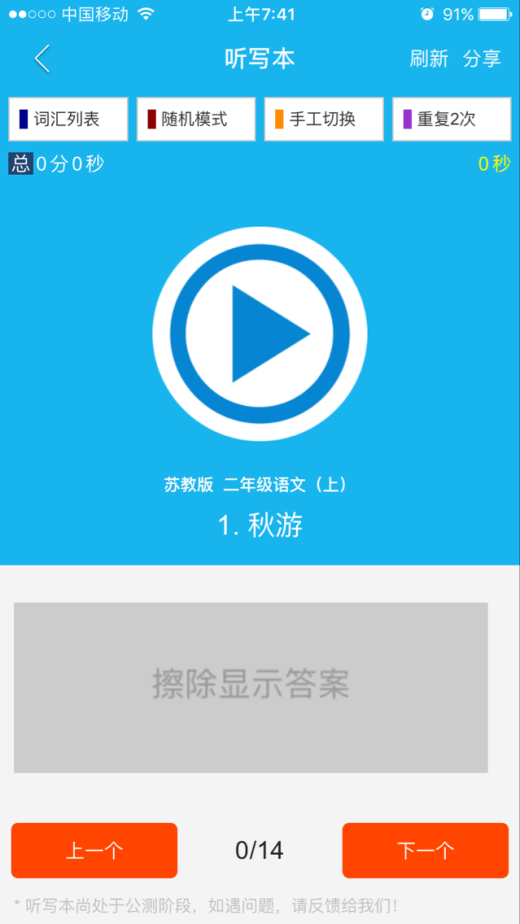 中国移动 上午7:41 91%
听写本 刷新 分享
词汇列表 随机模式 手工切换 重复2次
总 0分0秒 0秒
苏教版 二年级语文（上）
1. 秋游
擦除显示答案
上一个 0/14 下一个
* 听写本尚处于公测阶段，如遇问题，请反馈给我们！